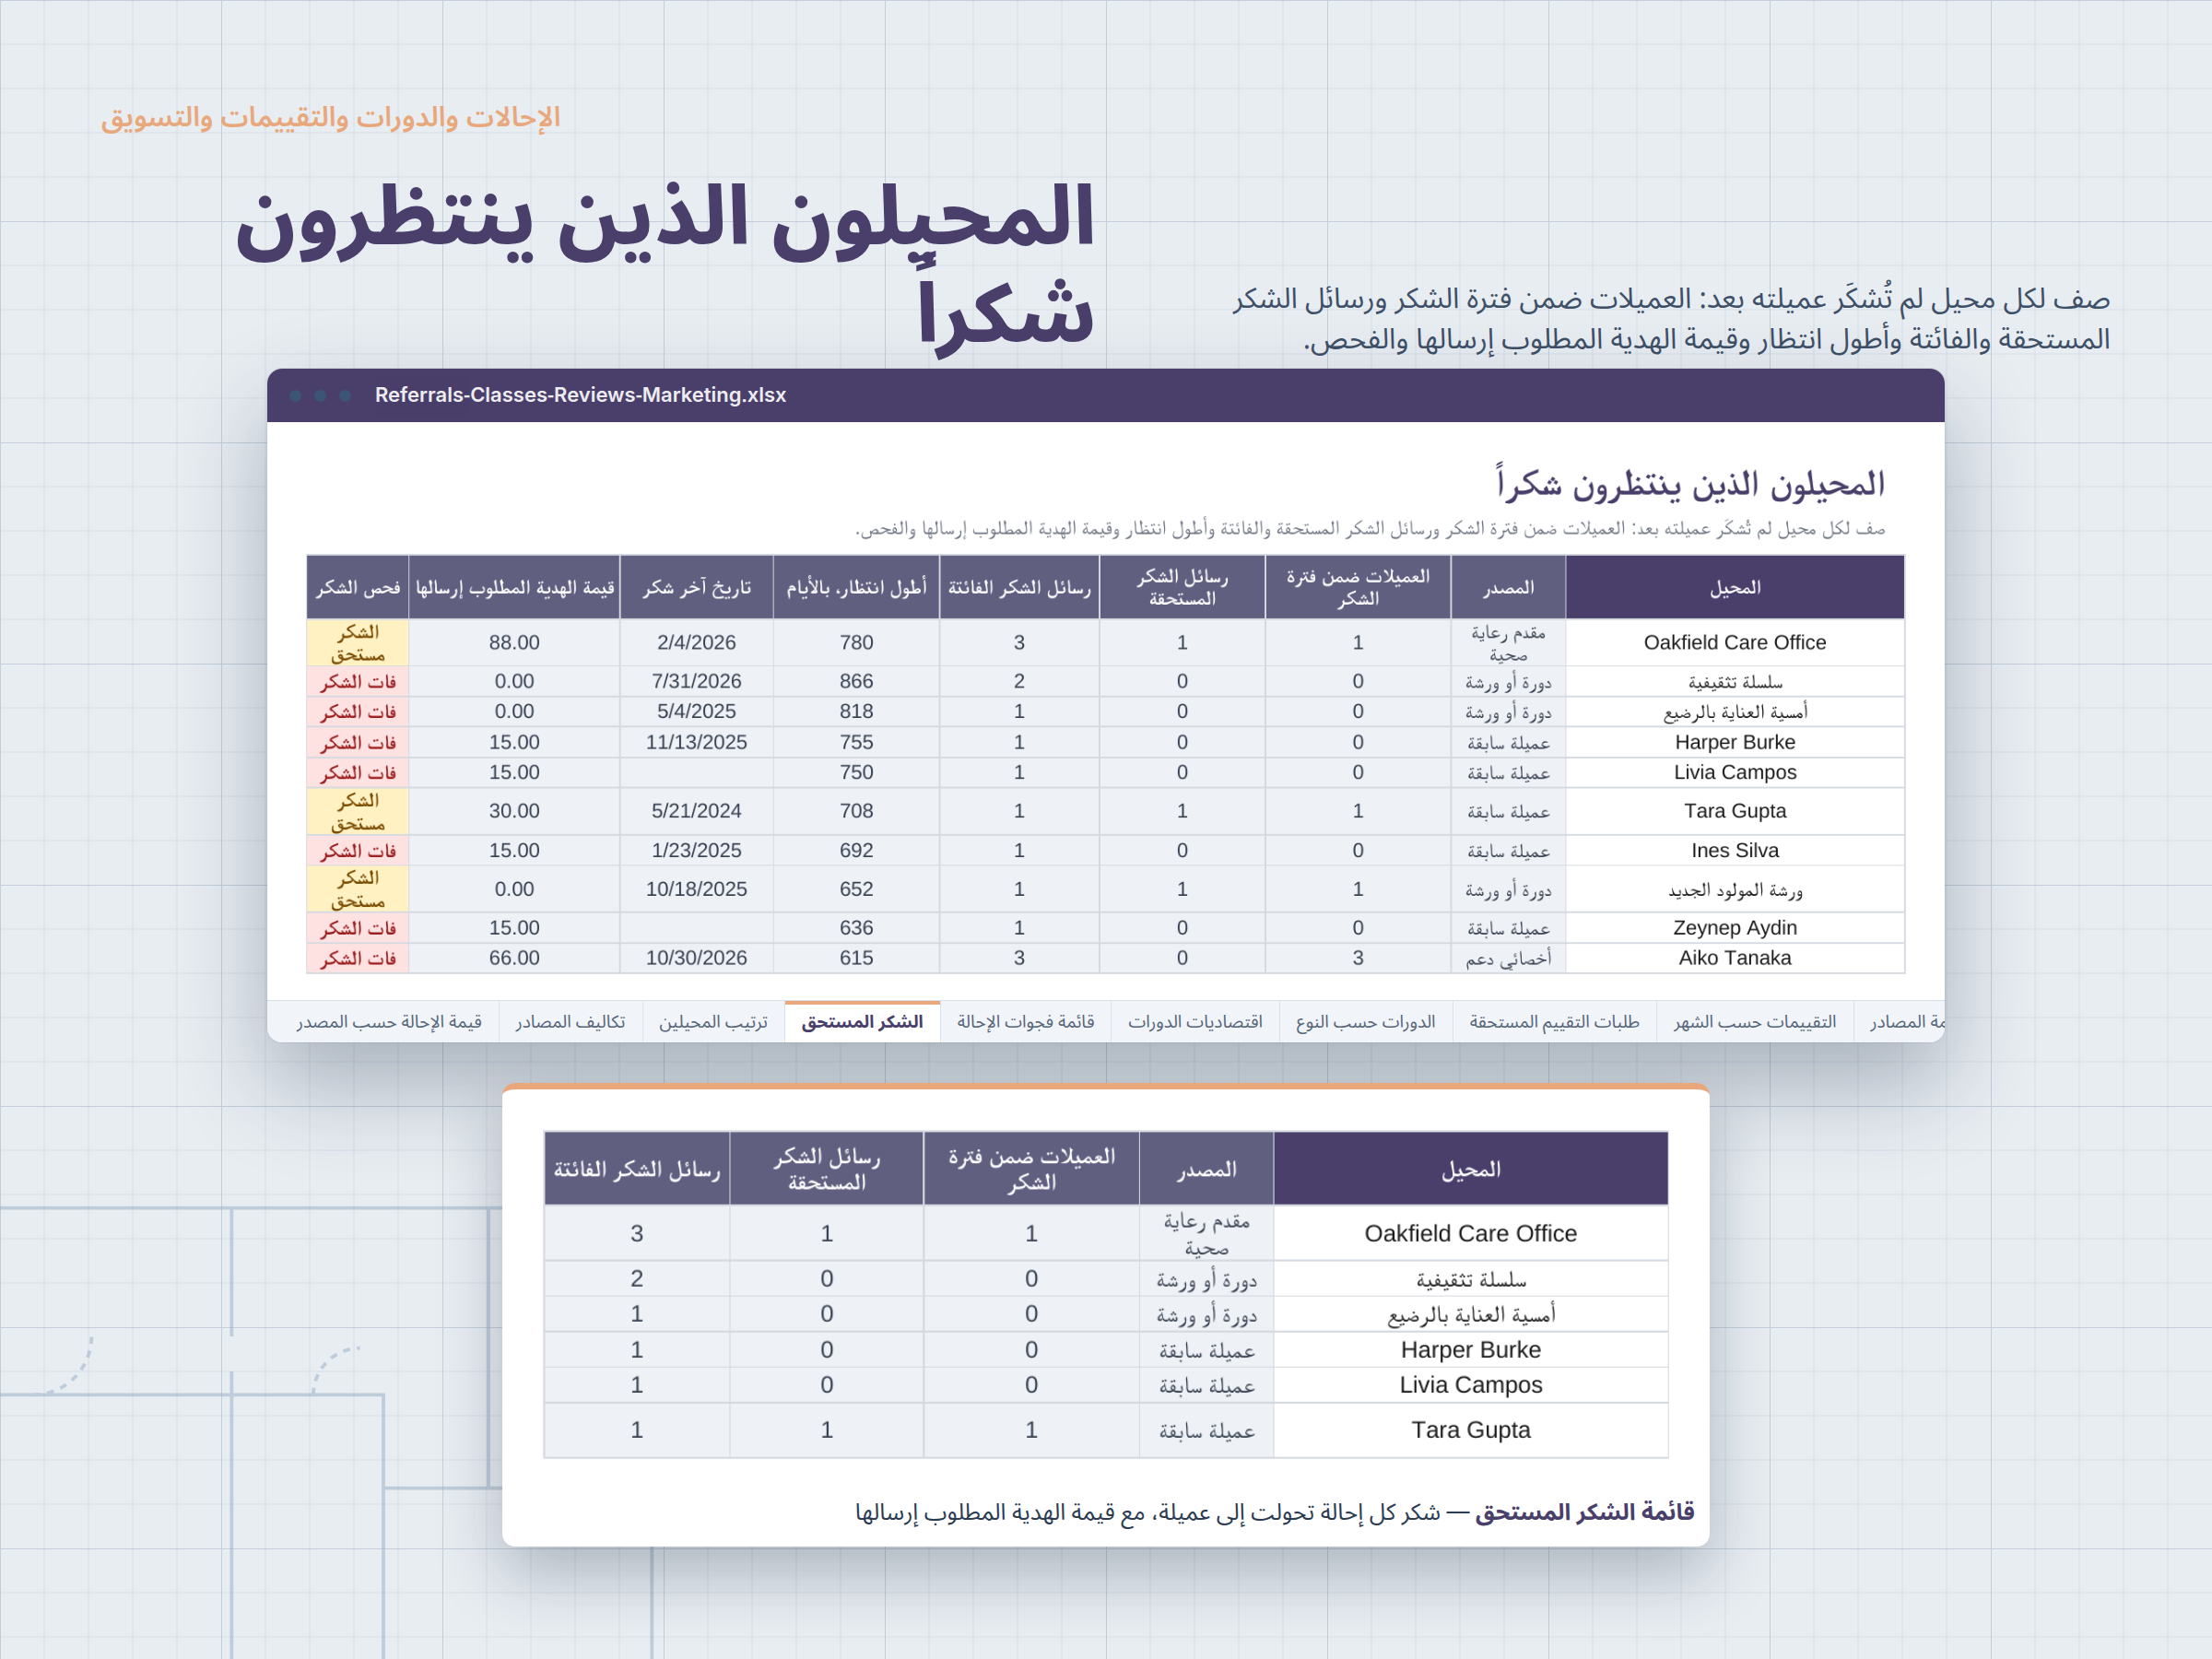 الإحالات والدورات والتقييمات والتسويق
المحيلون الذين ينتظرون
شكراً
صف لكل محيل لم تُشكَر عميلته بعد: العميلات ضمن فترة الشكر ورسائل الشكر
المستحقة والفائتة وأطول انتظار وقيمة الهدية المطلوب إرسالها والفحص.
Referrals-Classes-Reviews-Marketing.xlsx
المحيلون الذين ينتظرون شكراً
صف لكل محيل لم تُشكَر عميلته بعد: العميلات ضمن فترة الشكر ورسائل الشكر المستحقة والفائتة وأطول انتظار وقيمة الهدية المطلوب إرسالها والفحص.
المحيل المصدر العميلات ضمن فترة الشكر رسائل الشكر المستحقة رسائل الشكر الفائتة أطول انتظار، بالأيام تاريخ آخر شكر قيمة الهدية المطلوب إرسالها فحص الشكر
Oakfield Care Office مقدم رعاية صحية 1 1 3 780 2/4/2026 88.00 الشكر مستحق
سلسلة تثقيفية دورة أو ورشة 0 0 2 866 7/31/2026 0.00 فات الشكر
أمسية العناية بالرضيع دورة أو ورشة 0 0 1 818 5/4/2025 0.00 فات الشكر
Harper Burke عميلة سابقة 0 0 1 755 11/13/2025 15.00 فات الشكر
Livia Campos عميلة سابقة 0 0 1 750 15.00 فات الشكر
Tara Gupta عميلة سابقة 1 1 1 708 5/21/2024 30.00 الشكر مستحق
Ines Silva عميلة سابقة 0 0 1 692 1/23/2025 15.00 فات الشكر
ورشة المولود الجديد دورة أو ورشة 1 1 1 652 10/18/2025 0.00 الشكر مستحق
Zeynep Aydin عميلة سابقة 0 0 1 636 15.00 فات الشكر
Aiko Tanaka أخصائي دعم 3 0 3 615 10/30/2026 66.00 فات الشكر
المصادر التقييمات حسب الشهر طلبات التقييم المستحقة الدورات حسب النوع اقتصاديات الدورات قائمة فجوات الإحالة الشكر المستحق ترتيب المحيلين تكاليف المصادر قيمة الإحالة حسب المصدر
المحيل المصدر العميلات ضمن فترة الشكر رسائل الشكر المستحقة رسائل الشكر الفائتة
Oakfield Care Office مقدم رعاية صحية 1 1 3
سلسلة تثقيفية دورة أو ورشة 0 0 2
أمسية العناية بالرضيع دورة أو ورشة 0 0 1
Harper Burke عميلة سابقة 0 0 1
Livia Campos عميلة سابقة 0 0 1
Tara Gupta عميلة سابقة 1 1 1
قائمة الشكر المستحق — شكر كل إحالة تحولت إلى عميلة، مع قيمة الهدية المطلوب إرسالها